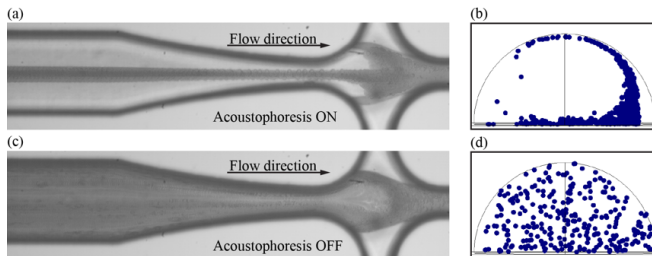 (a)
Flow direction
Acoustophoresis ON
(b)
(c)
Flow direction
Acoustophoresis OFF
(d)